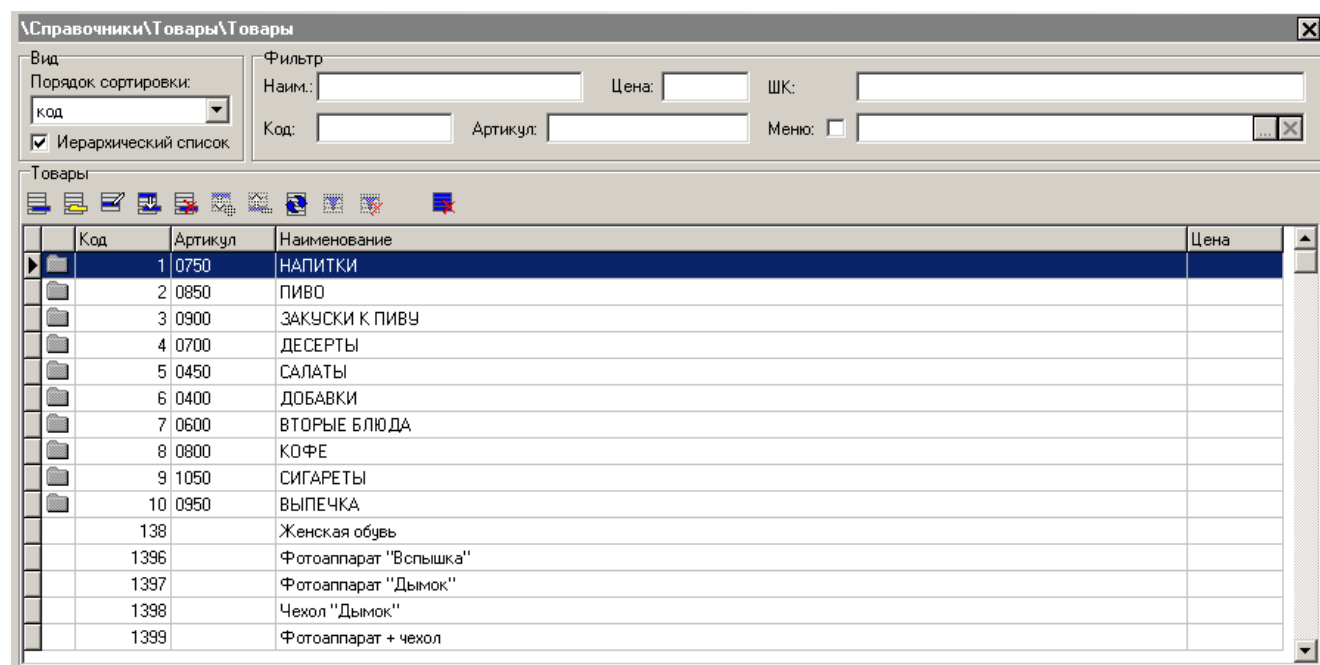 \Справочники\Товары\Товары
Вид
Порядок сортировки:
код
Иерархический список
Фильтр
Наим.: Цена: ШК:
Код: Артикул: Меню: ...
Товары
Код Артикул Наименование Цена
1 0750 НАПИТКИ
2 0850 ПИВО
3 0900 ЗАКУСКИ К ПИВУ
4 0700 ДЕСЕРТЫ
5 0450 САЛАТЫ
6 0400 ДОБАВКИ
7 0600 ВТОРЫЕ БЛЮДА
8 0800 КОФЕ
9 1050 СИГАРЕТЫ
10 0950 ВЫПЕЧКА
138 Женская обувь
1396 Фотоаппарат "Вспышка"
1397 Фотоаппарат "Дымок"
1398 Чехол "Дымок"
1399 Фотоаппарат + чехол